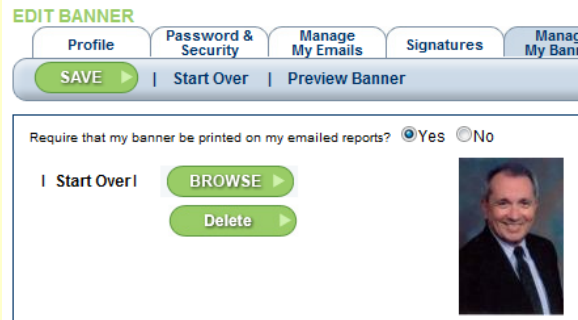 EDIT BANNER
Profile
Password &
Security
Manage
My Emails
Signatures
SAVE | Start Over | Preview Banner
Require that my banner be printed on my emailed reports? Yes No
| Start Over | BROWSE
Delete